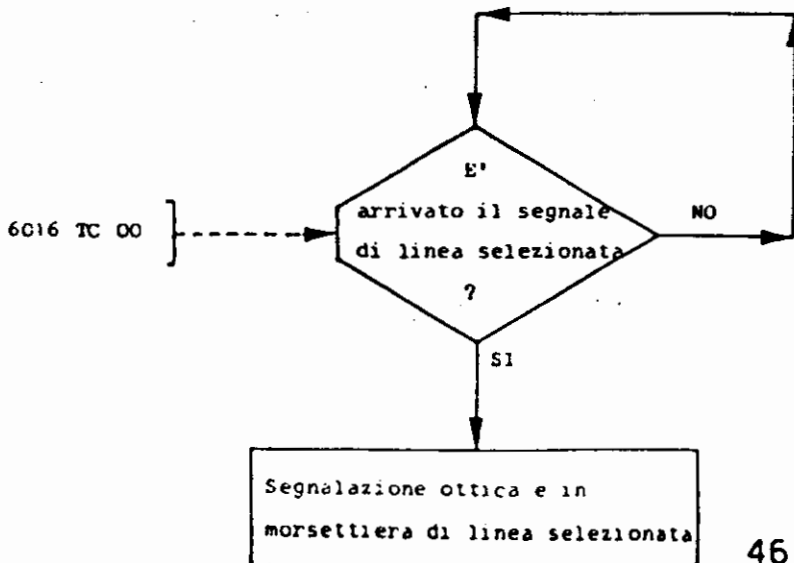 E'
arrivato il segnale
6016 TC 00
NO
di linea selezionata
?
SI
Segnalazione ottica e in
morsettiera di linea selezionata
46